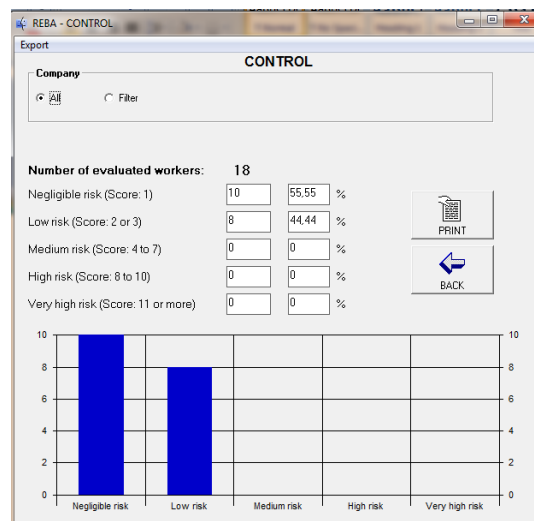 REBA - CONTROL
Export
CONTROL
Company
All Filter
Number of evaluated workers: 18
Negligible risk (Score: 1) 10 55,55 %
Low risk (Score: 2 or 3) 8 44,44 %
Medium risk (Score: 4 to 7) 0 0 %
High risk (Score: 8 to 10) 0 0 %
Very high risk (Score: 11 or more) 0 0 %
PRINT
BACK
10 10
8 8
6 6
4 4
2 2
0 0
Negligible risk Low risk Medium risk High risk Very high risk